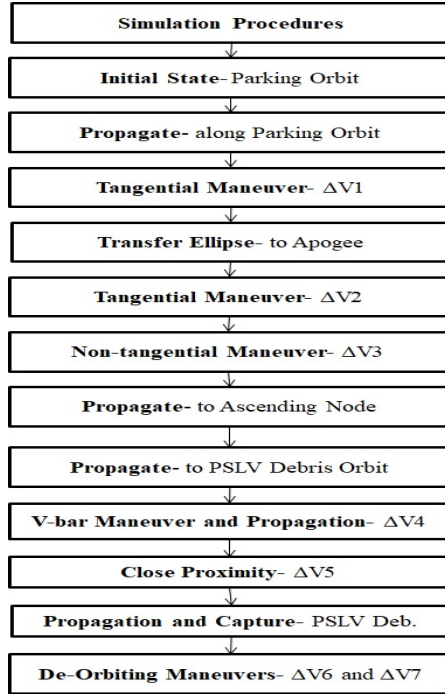 Simulation Procedures
Initial State- Parking Orbit
Propagate- along Parking Orbit
Tangential Maneuver- ΔV1
Transfer Ellipse- to Apogee
Tangential Maneuver- ΔV2
Non-tangential Maneuver- ΔV3
Propagate- to Ascending Node
Propagate- to PSLV Debris Orbit
V-bar Maneuver and Propagation- ΔV4
Close Proximity- ΔV5
Propagation and Capture- PSLV Deb.
De-Orbiting Maneuvers- ΔV6 and ΔV7